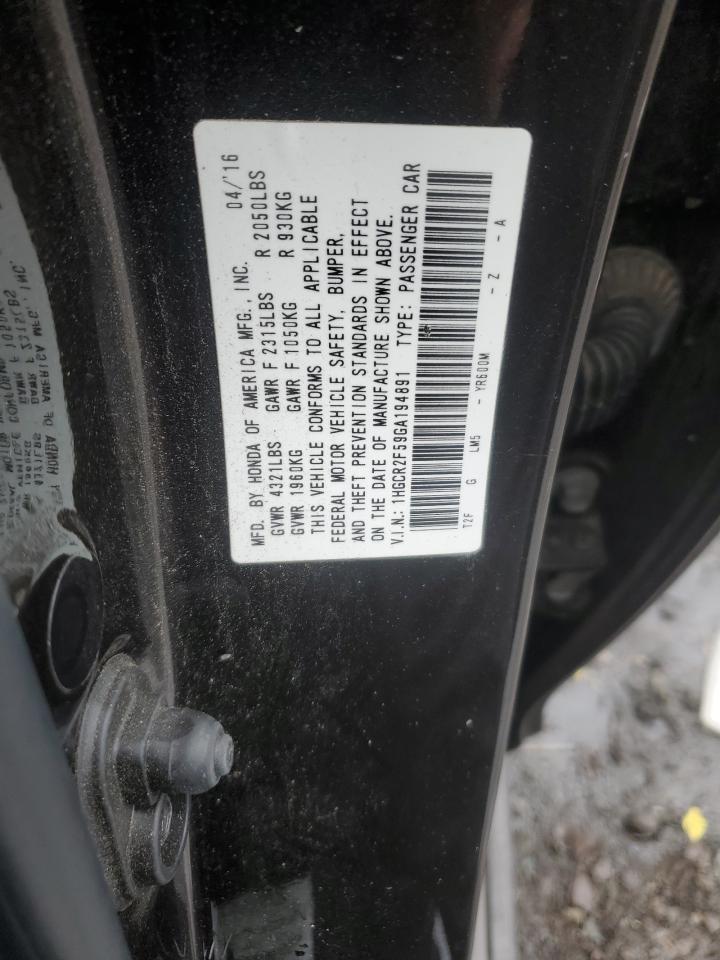 MFD. BY HONDA OF AMERICA MFG., INC. 04/'16
GVWR 4321LBS GAWR F 2315LBS R 2050LBS
GVWR 1960KG GAWR F 1050KG R 930KG
THIS VEHICLE CONFORMS TO ALL APPLICABLE
FEDERAL MOTOR VEHICLE SAFETY, BUMPER,
AND THEFT PREVENTION STANDARDS IN EFFECT
ON THE DATE OF MANUFACTURE SHOWN ABOVE.
V.I.N.: 1HGCR2F59GA194891 TYPE: PASSENGER CAR
T2F G LM5 - YR600M - Z - A